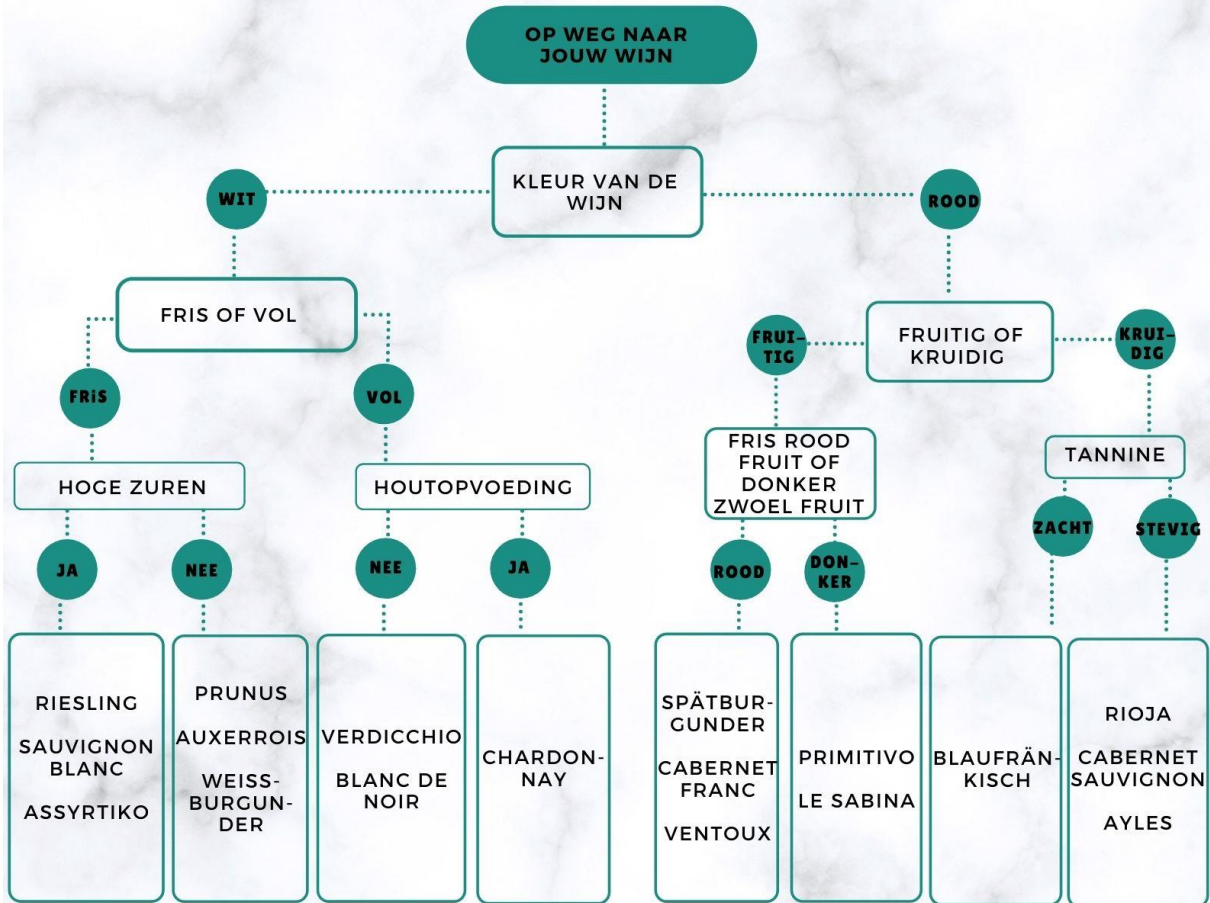 OP WEG NAAR
JOUW WIJN
KLEUR VAN DE
WIJN
WIT
ROOD
FRIS OF VOL
FRUI-
TIG
FRUITIG OF
KRUIDIG
KRUI-
DIG
FRiS
VOL
FRIS ROOD
FRUIT OF
DONKER
ZWOEL FRUIT
TANNINE
HOGE ZUREN
HOUTOPVOEDING
ZACHT
STEVIG
JA
NEE
NEE
JA
ROOD
DON-
KER
RIESLING
SAUVIGNON
BLANC
ASSYRTIKO
PRUNUS
AUXERROIS
WEISS-
BURGUN-
DER
VERDICCHIO
BLANC DE
NOIR
CHARDON-
NAY
SPÄTBUR-
GUNDER
CABERNET
FRANC
VENTOUX
PRIMITIVO
LE SABINA
BLAUFRÄN-
KISCH
RIOJA
CABERNET
SAUVIGNON
AYLES